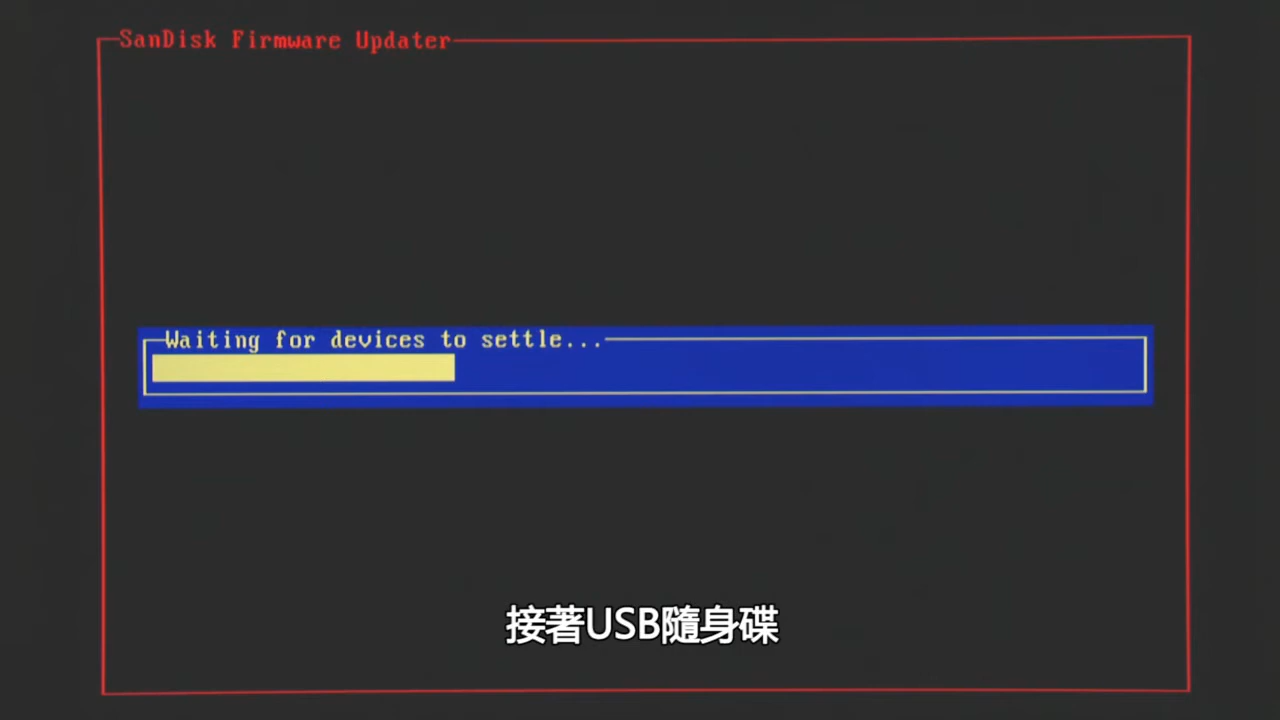 SanDisk Firmware Updater
Waiting for devices to settle...
接著USB隨身碟